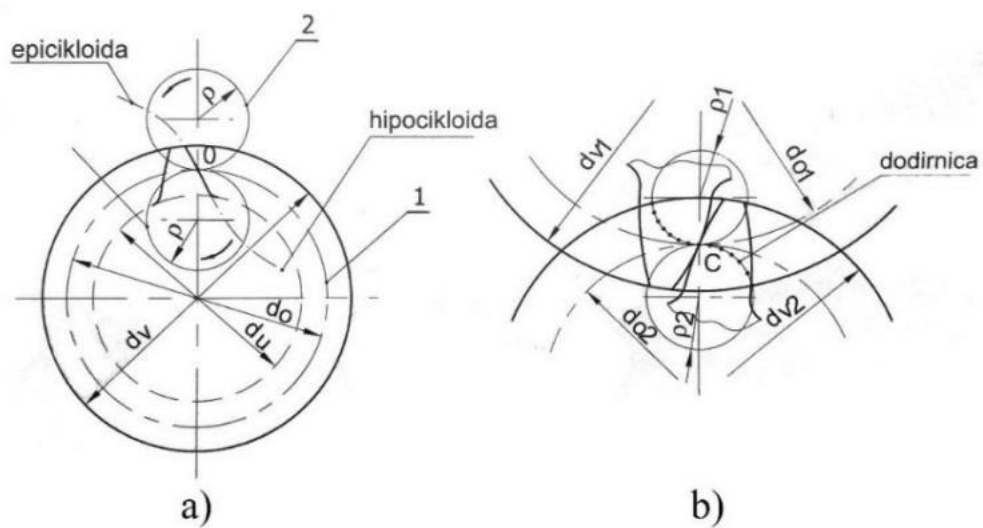 epicikloida
2
ρ
hipocikloida
0
1
ρ
do
du
dv
a)
ρ1
dv1
do1
dodirnica
C
do2
ρ2
dv2
b)